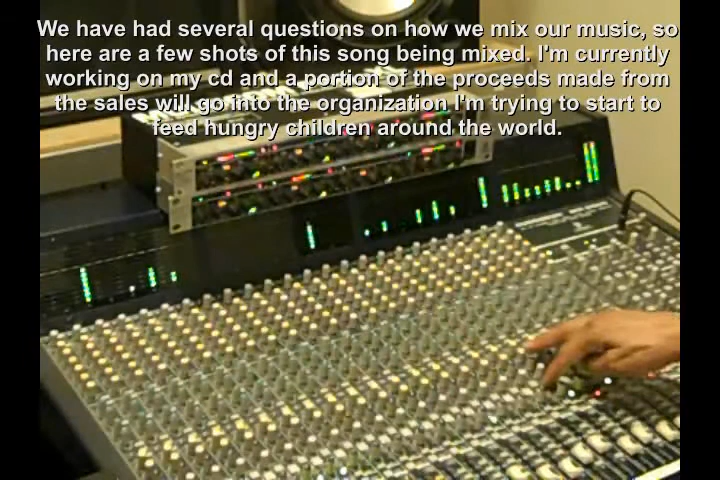 We have had several questions on how we mix our music, so
here are a few shots of this song being mixed. I'm currently
working on my cd and a portion of the proceeds made from
the sales will go into the organization I'm trying to start to
feed hungry children around the world.